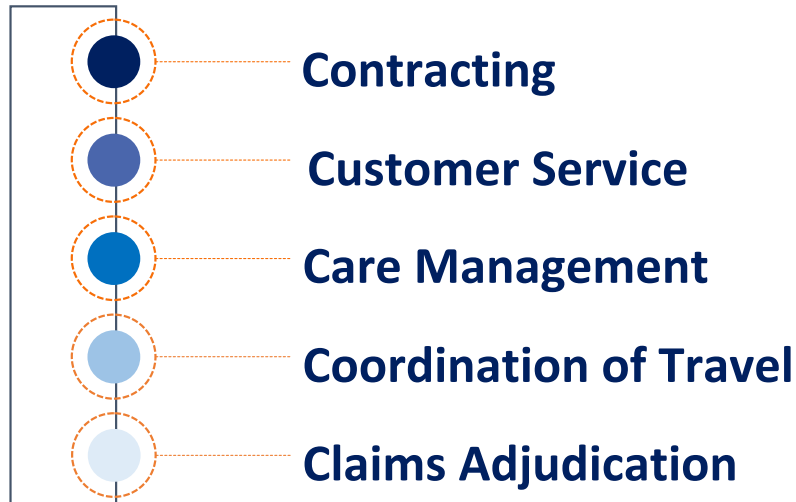 Contracting
Customer Service
Care Management
Coordination of Travel
Claims Adjudication